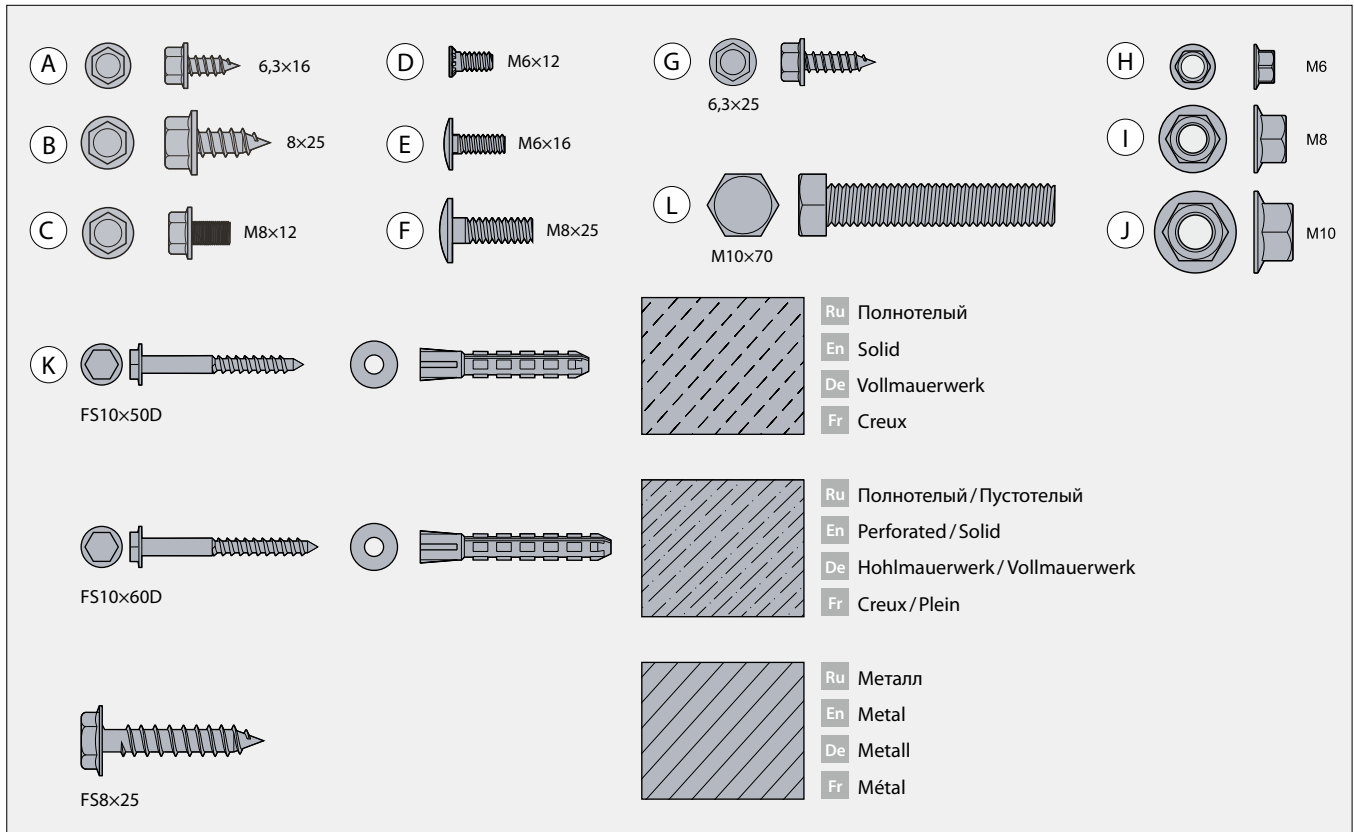 A
6,3×16
B
8×25
C
M8×12
D
M6×12
E
M6×16
F
M8×25
G
6,3×25
L
M10×70
H
M6
I
M8
J
M10
K
FS10×50D
Ru Полнотелый
En Solid
De Vollmauerwerk
Fr Creux
FS10×60D
Ru Полнотелый / Пустотелый
En Perforated / Solid
De Hohlmauerwerk / Vollmauerwerk
Fr Creux / Plein
FS8×25
Ru Металл
En Metal
De Metall
Fr Métal